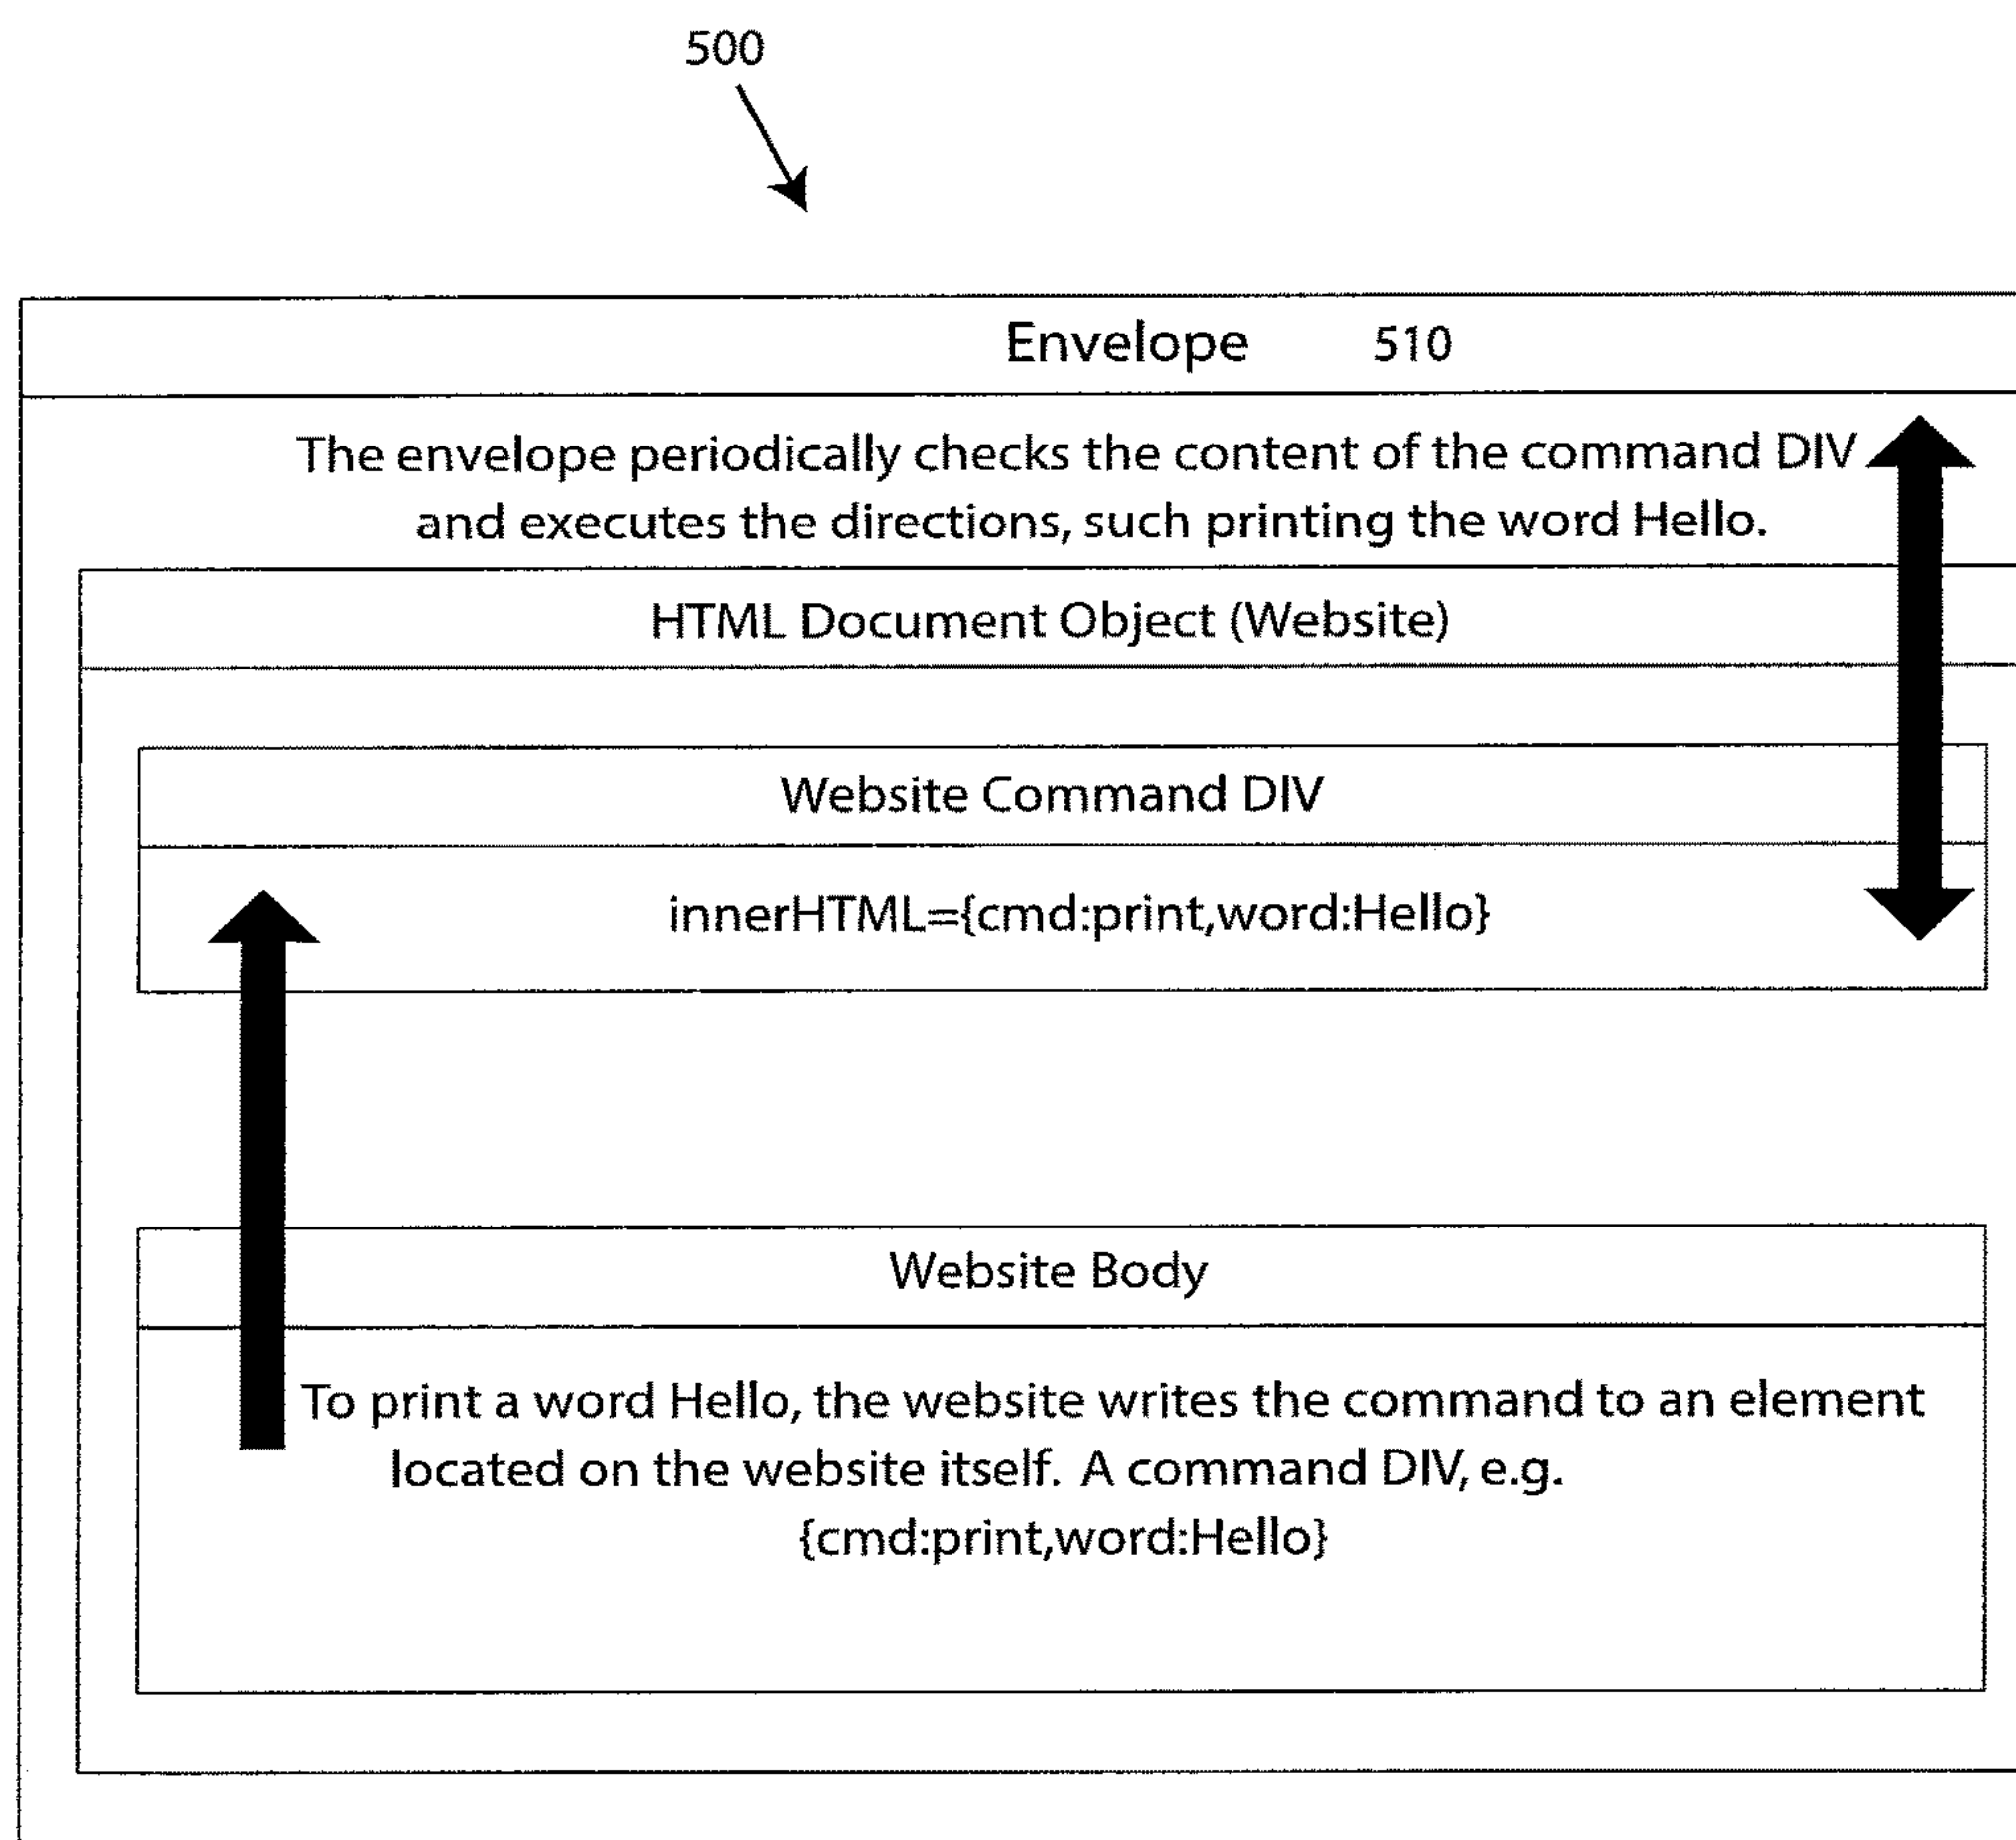 500
Envelope 510
The envelope periodically checks the content of the command DIV
and executes the directions, such printing the word Hello.
HTML Document Object (Website)
Website Command DIV
innerHTML={cmd:print,word:Hello}
Website Body
To print a word Hello, the website writes the command to an element
located on the website itself. A command DIV, e.g.
{cmd:print,word:Hello}